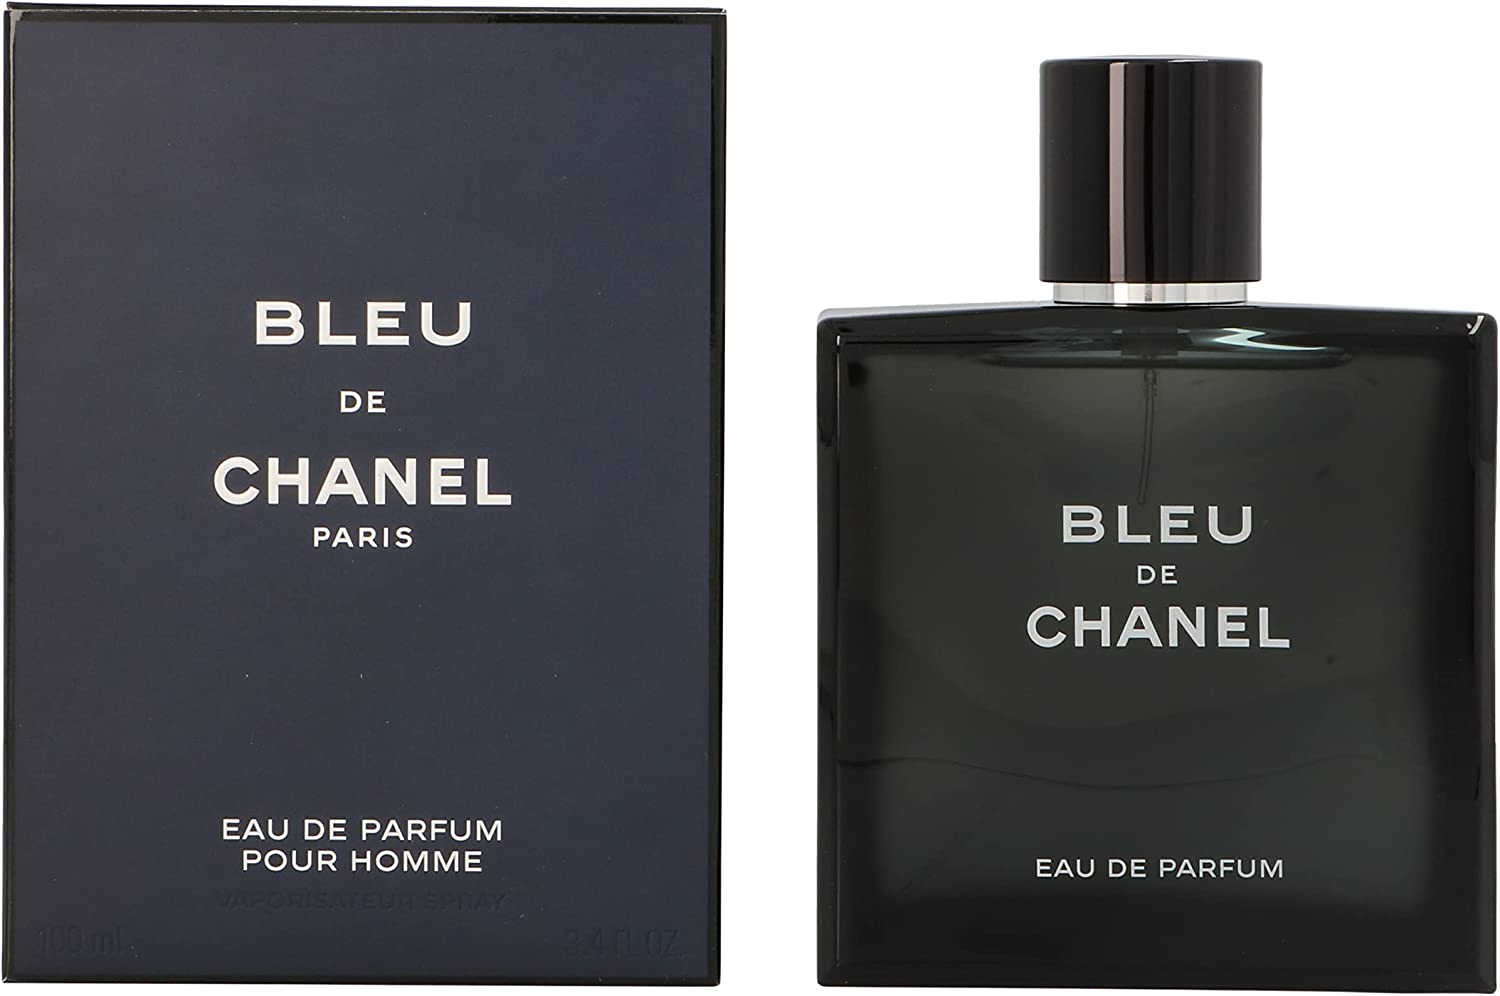 BLEU
DE
CHANEL
PARIS
EAU DE PARFUM
POUR HOMME
VAPORISATEUR SPRAY
100 ml
3.4 FL.OZ.
BLEU
DE
CHANEL
EAU DE PARFUM